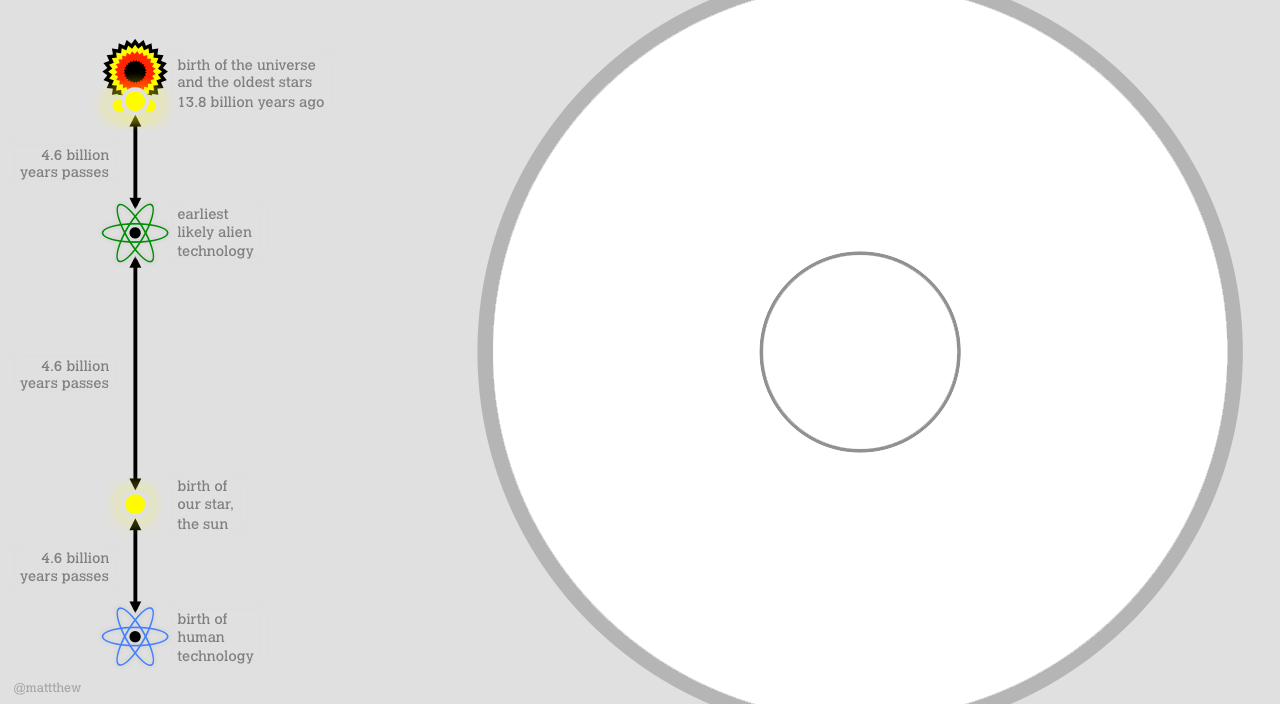 birth of the universe
and the oldest stars
13.8 billion years ago
4.6 billion
years passes
earliest
likely alien
technology
4.6 billion
years passes
birth of
our star,
the sun
4.6 billion
years passes
birth of
human
technology
@mattthew